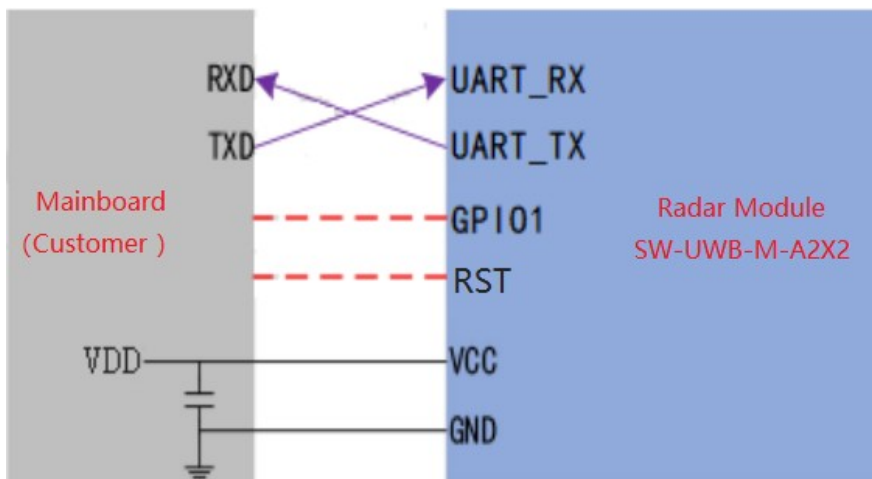 RXD
UART_RX
TXD
UART_TX
Mainboard
(Customer )
GPIO1
Radar Module
SW-UWB-M-A2X2
RST
VDD
VCC
GND